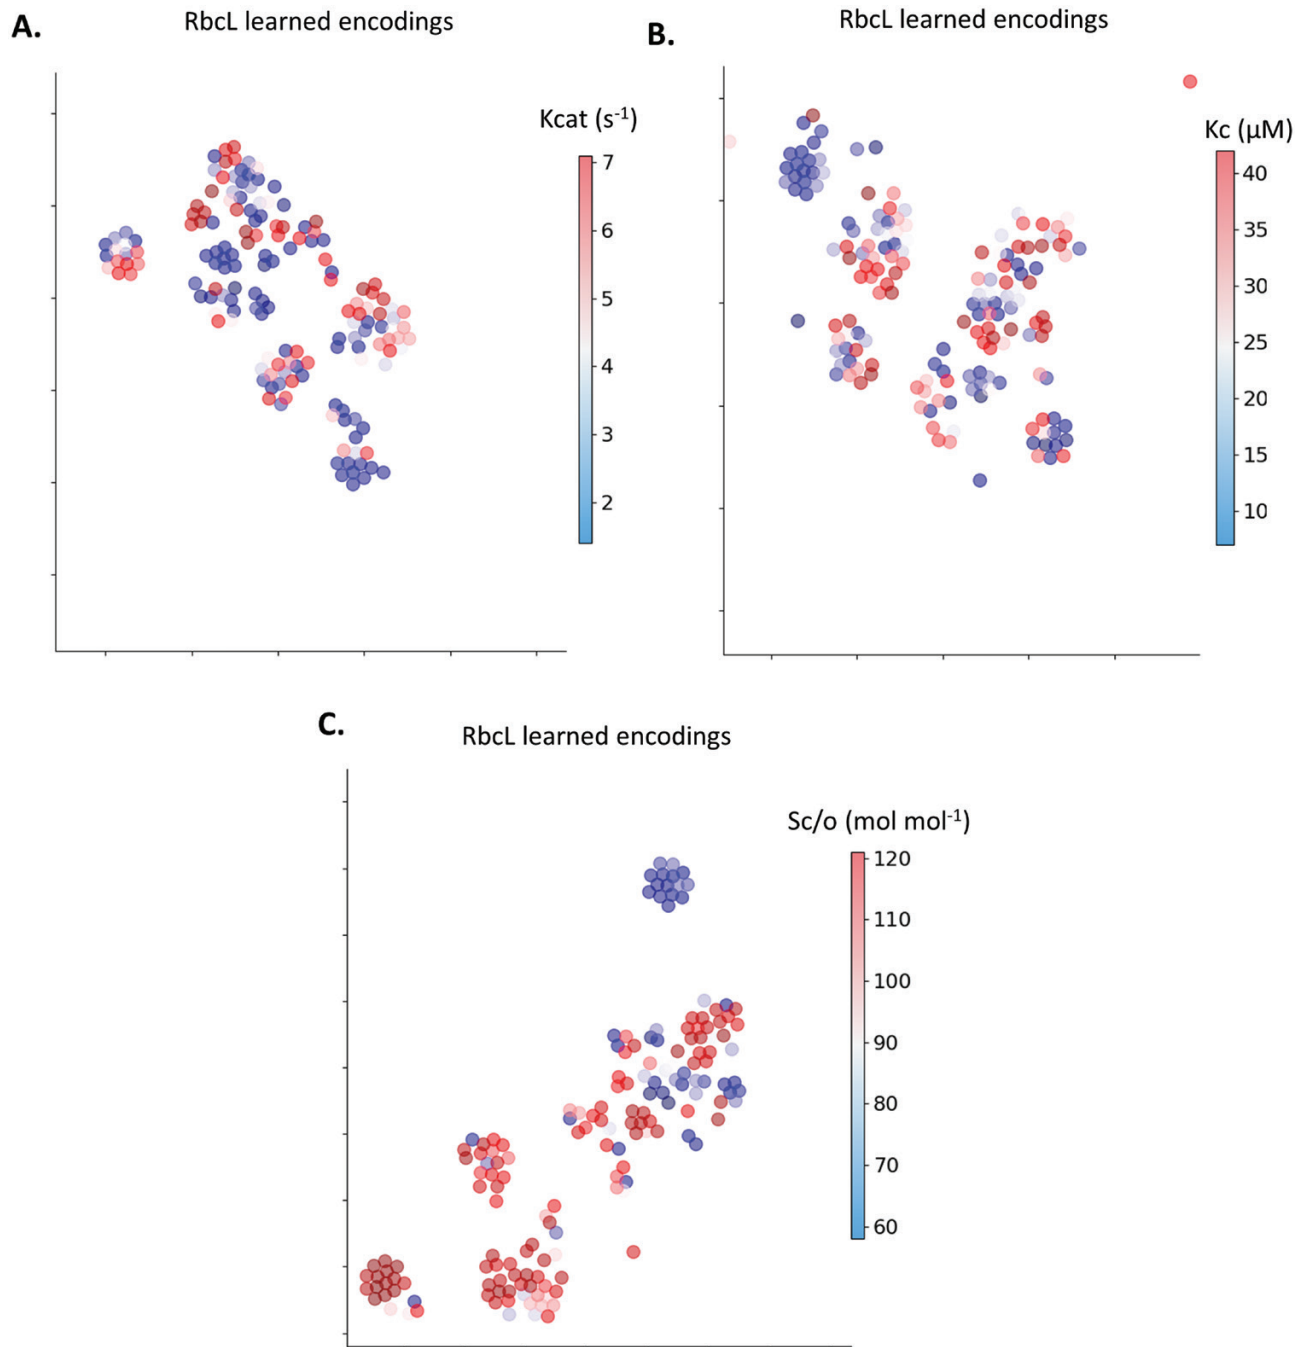 A.
RbcL learned encodings
Kcat (s-1)
7
6
5
4
3
2
B.
RbcL learned encodings
Kc (µM)
40
35
30
25
20
15
10
C.
RbcL learned encodings
Sc/o (mol mol-1)
120
110
100
90
80
70
60